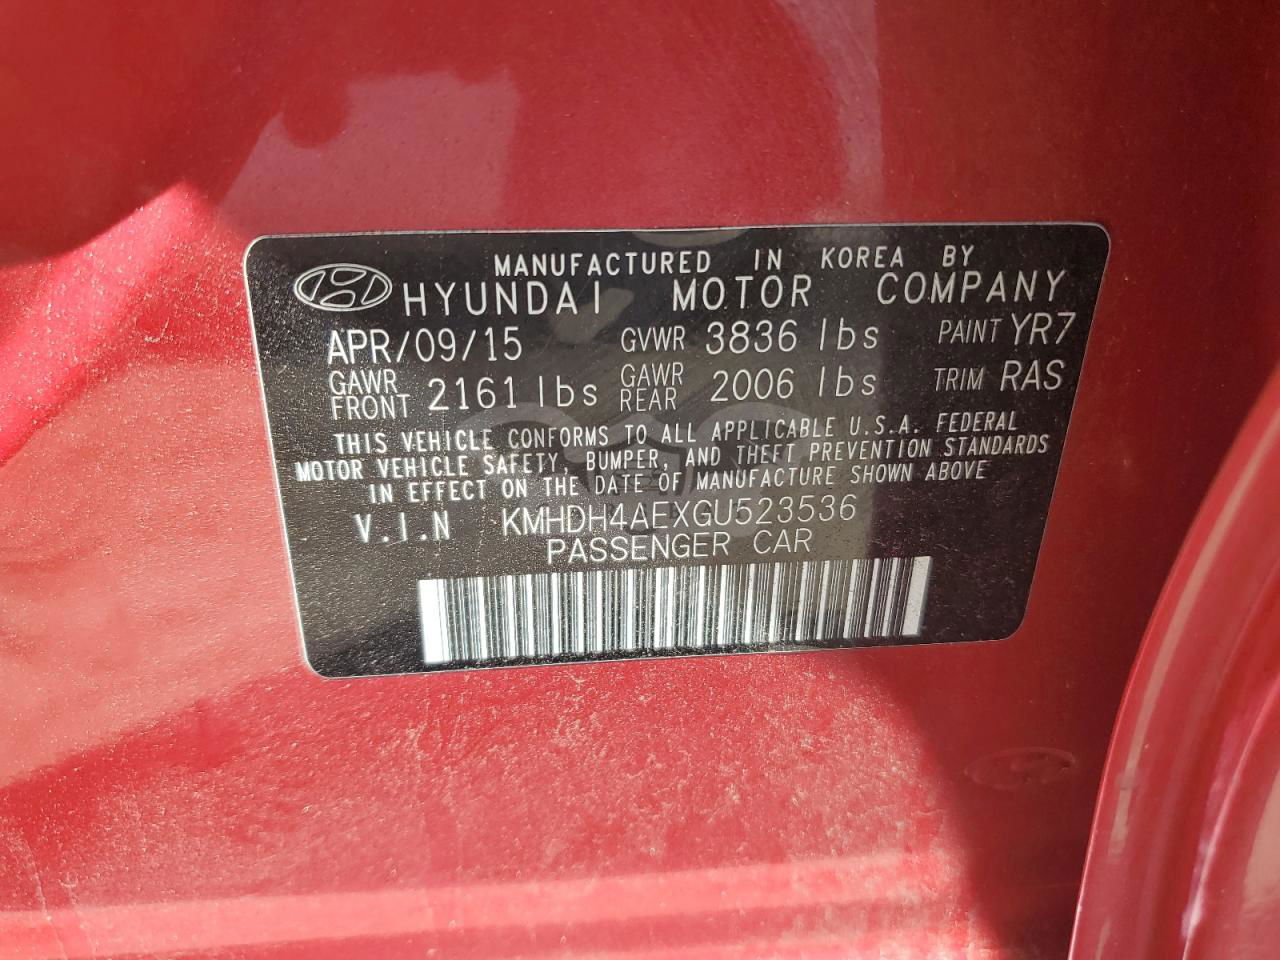 MANUFACTURED IN KOREA BY
HYUNDAI MOTOR COMPANY
APR/09/15 GVWR 3836 lbs PAINT YR7
GAWR FRONT 2161 lbs GAWR REAR 2006 lbs TRIM RAS
THIS VEHICLE CONFORMS TO ALL APPLICABLE U.S.A. FEDERAL
MOTOR VEHICLE SAFETY, BUMPER, AND THEFT PREVENTION STANDARDS
IN EFFECT ON THE DATE OF MANUFACTURE SHOWN ABOVE
V.I.N KMHDH4AEXGU523536
PASSENGER CAR